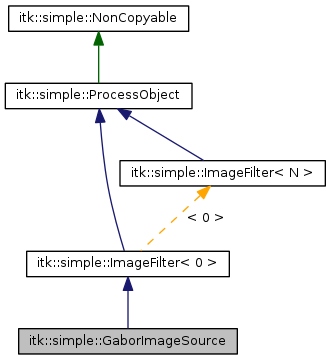 itk::simple::NonCopyable
itk::simple::ProcessObject
itk::simple::ImageFilter< N >
< 0 >
itk::simple::ImageFilter< 0 >
itk::simple::GaborImageSource